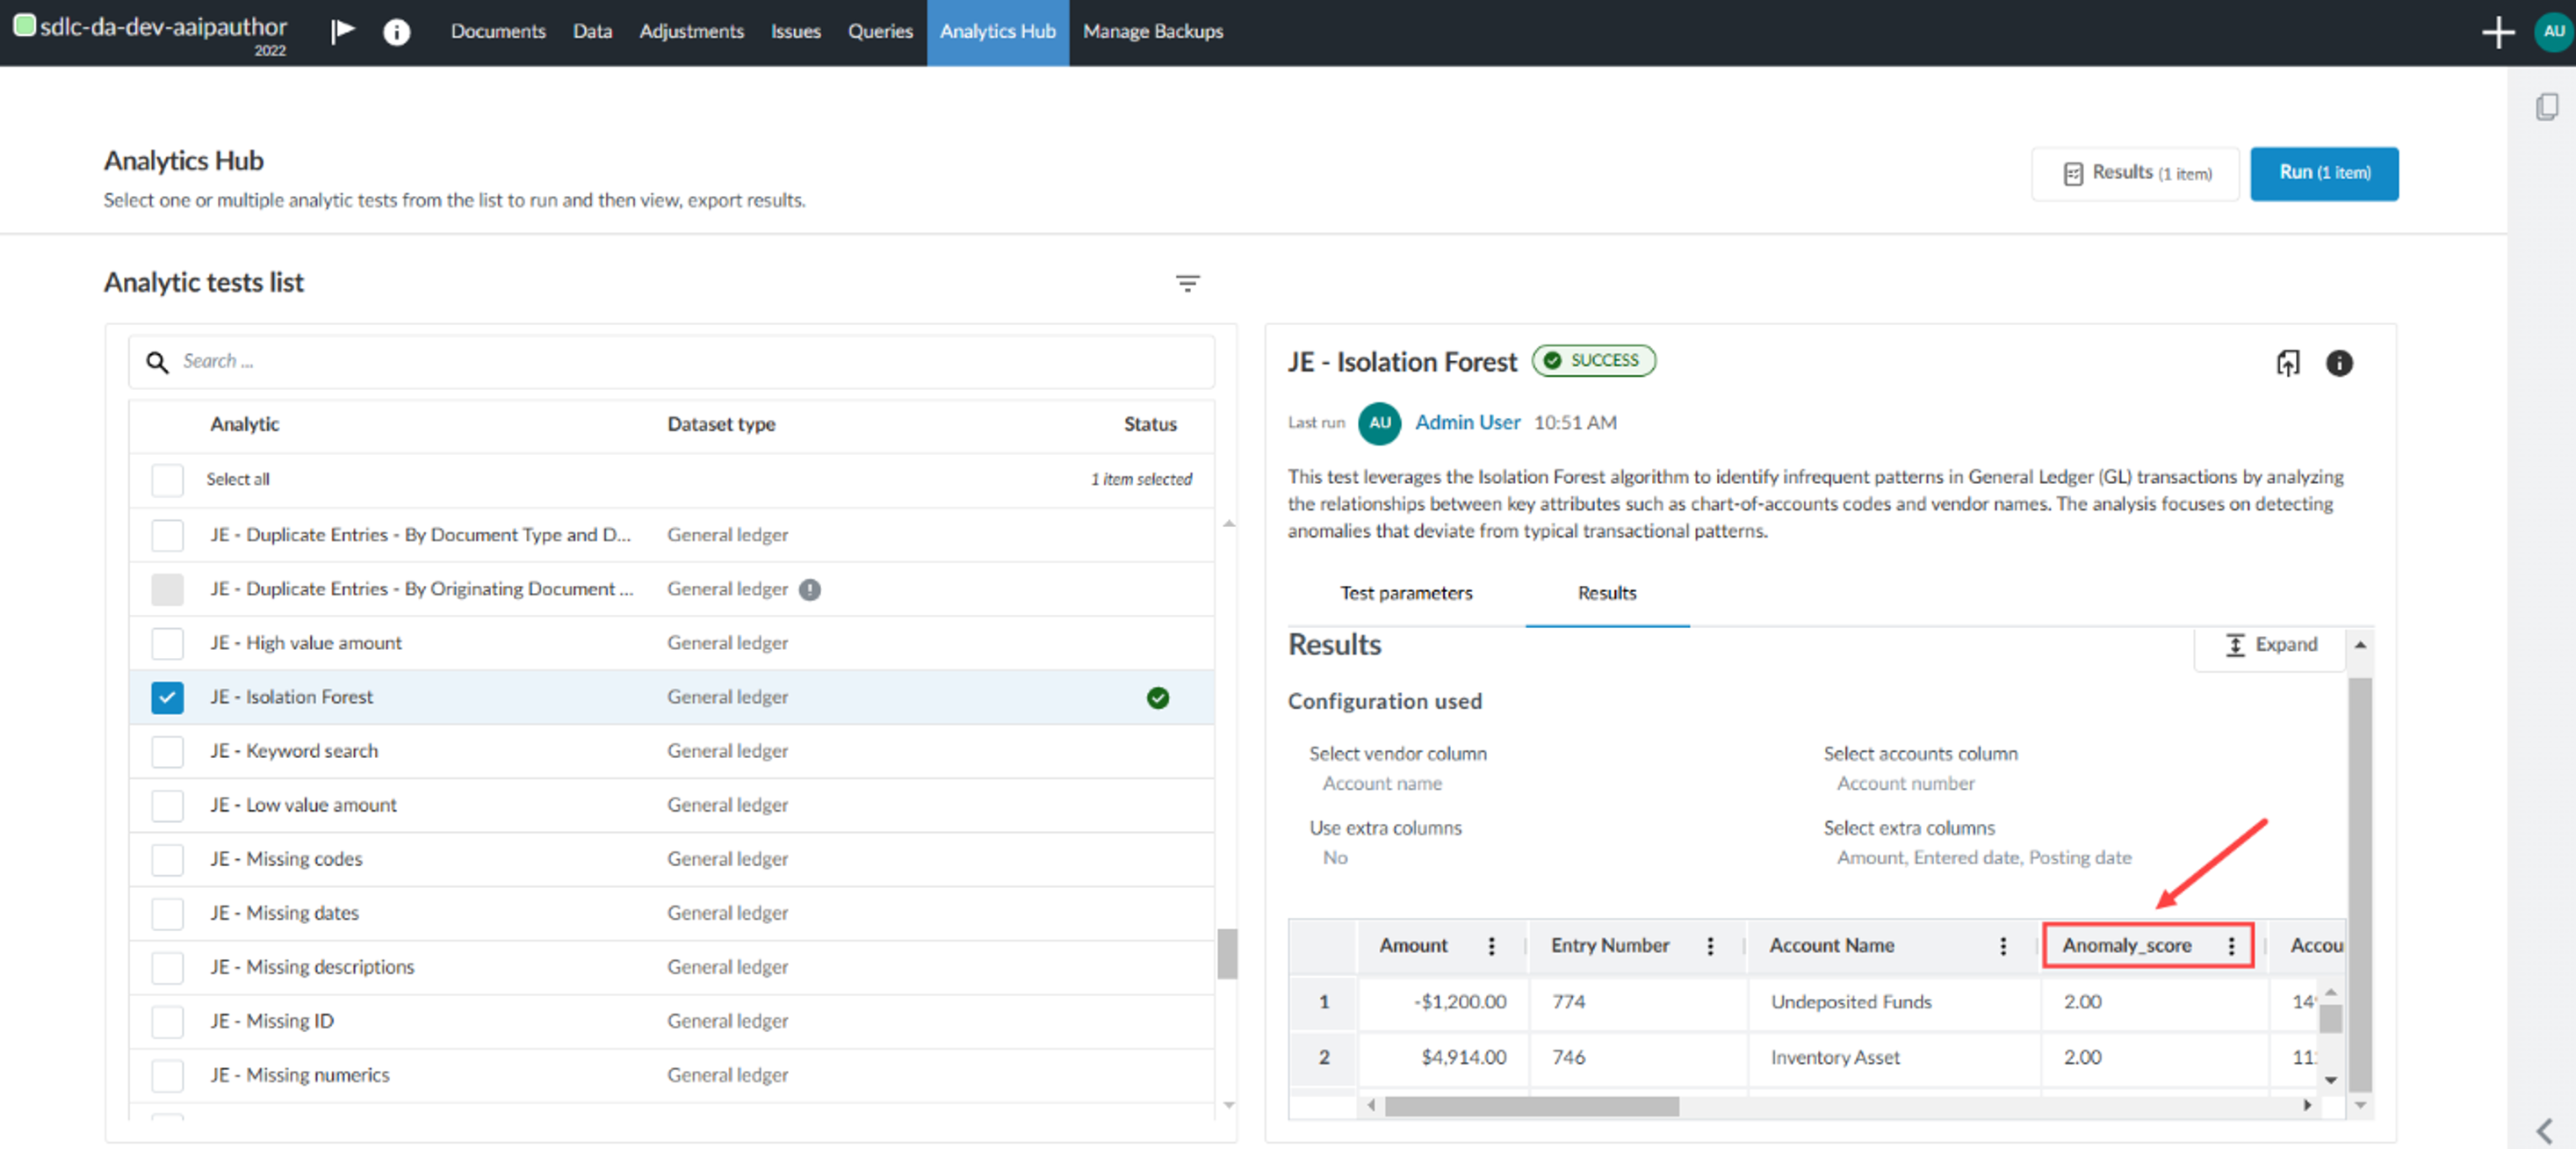 sdlc-da-dev-aaipauthor
2022
Documents Data Adjustments Issues Queries Analytics Hub Manage Backups
AU
Analytics Hub
Select one or multiple analytic tests from the list to run and then view, export results.
Results (1 item)
Run (1 item)
Analytic tests list
Search ...
Analytic Dataset type Status
Select all 1 item selected
JE - Duplicate Entries - By Document Type and D... General ledger
JE - Duplicate Entries - By Originating Document ... General ledger
JE - High value amount General ledger
JE - Isolation Forest General ledger
JE - Keyword search General ledger
JE - Low value amount General ledger
JE - Missing codes General ledger
JE - Missing dates General ledger
JE - Missing descriptions General ledger
JE - Missing ID General ledger
JE - Missing numerics General ledger
JE - Isolation Forest SUCCESS
Last run AU Admin User 10:51 AM
This test leverages the Isolation Forest algorithm to identify infrequent patterns in General Ledger (GL) transactions by analyzing
the relationships between key attributes such as chart-of-accounts codes and vendor names. The analysis focuses on detecting
anomalies that deviate from typical transactional patterns.
Test parameters Results
Results Expand
Configuration used
Select vendor column Select accounts column
Account name Account number
Use extra columns Select extra columns
No Amount, Entered date, Posting date
Amount Entry Number Account Name Anomaly_score Accou
1 -$1,200.00 774 Undeposited Funds 2.00
2 $4,914.00 746 Inventory Asset 2.00